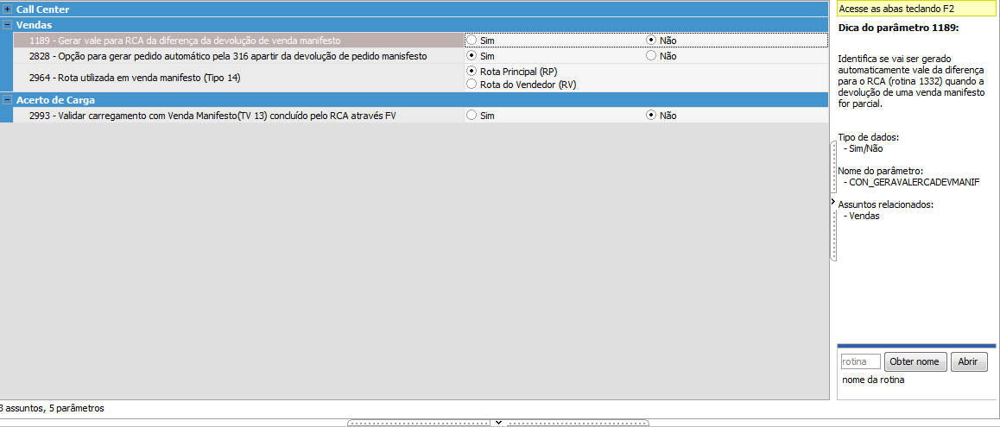 Call Center
Vendas
1189 - Gerar vale para RCA da diferença da devolução de venda manifesto Sim Não
2828 - Opção para gerar pedido automático pela 316 apartir da devolução de pedido manisfesto Sim Não
2964 - Rota utilizada em venda manifesto (Tipo 14) Rota Principal (RP)
Rota do Vendedor (RV)
Acerto de Carga
2993 - Validar carregamento com Venda Manifesto(TV 13) concluído pelo RCA através FV Sim Não
3 assuntos, 5 parâmetros
Acesse as abas teclando F2
Dica do parâmetro 1189:
Identifica se vai ser gerado
automaticamente vale da diferença
para o RCA (rotina 1332) quando a
devolução de uma venda manifesto
for parcial.
Tipo de dados:
- Sim/Não
Nome do parâmetro:
- CON_GERAVALERCADEVMANIF
Assuntos relacionados:
- Vendas
rotina Obter nome Abrir
nome da rotina